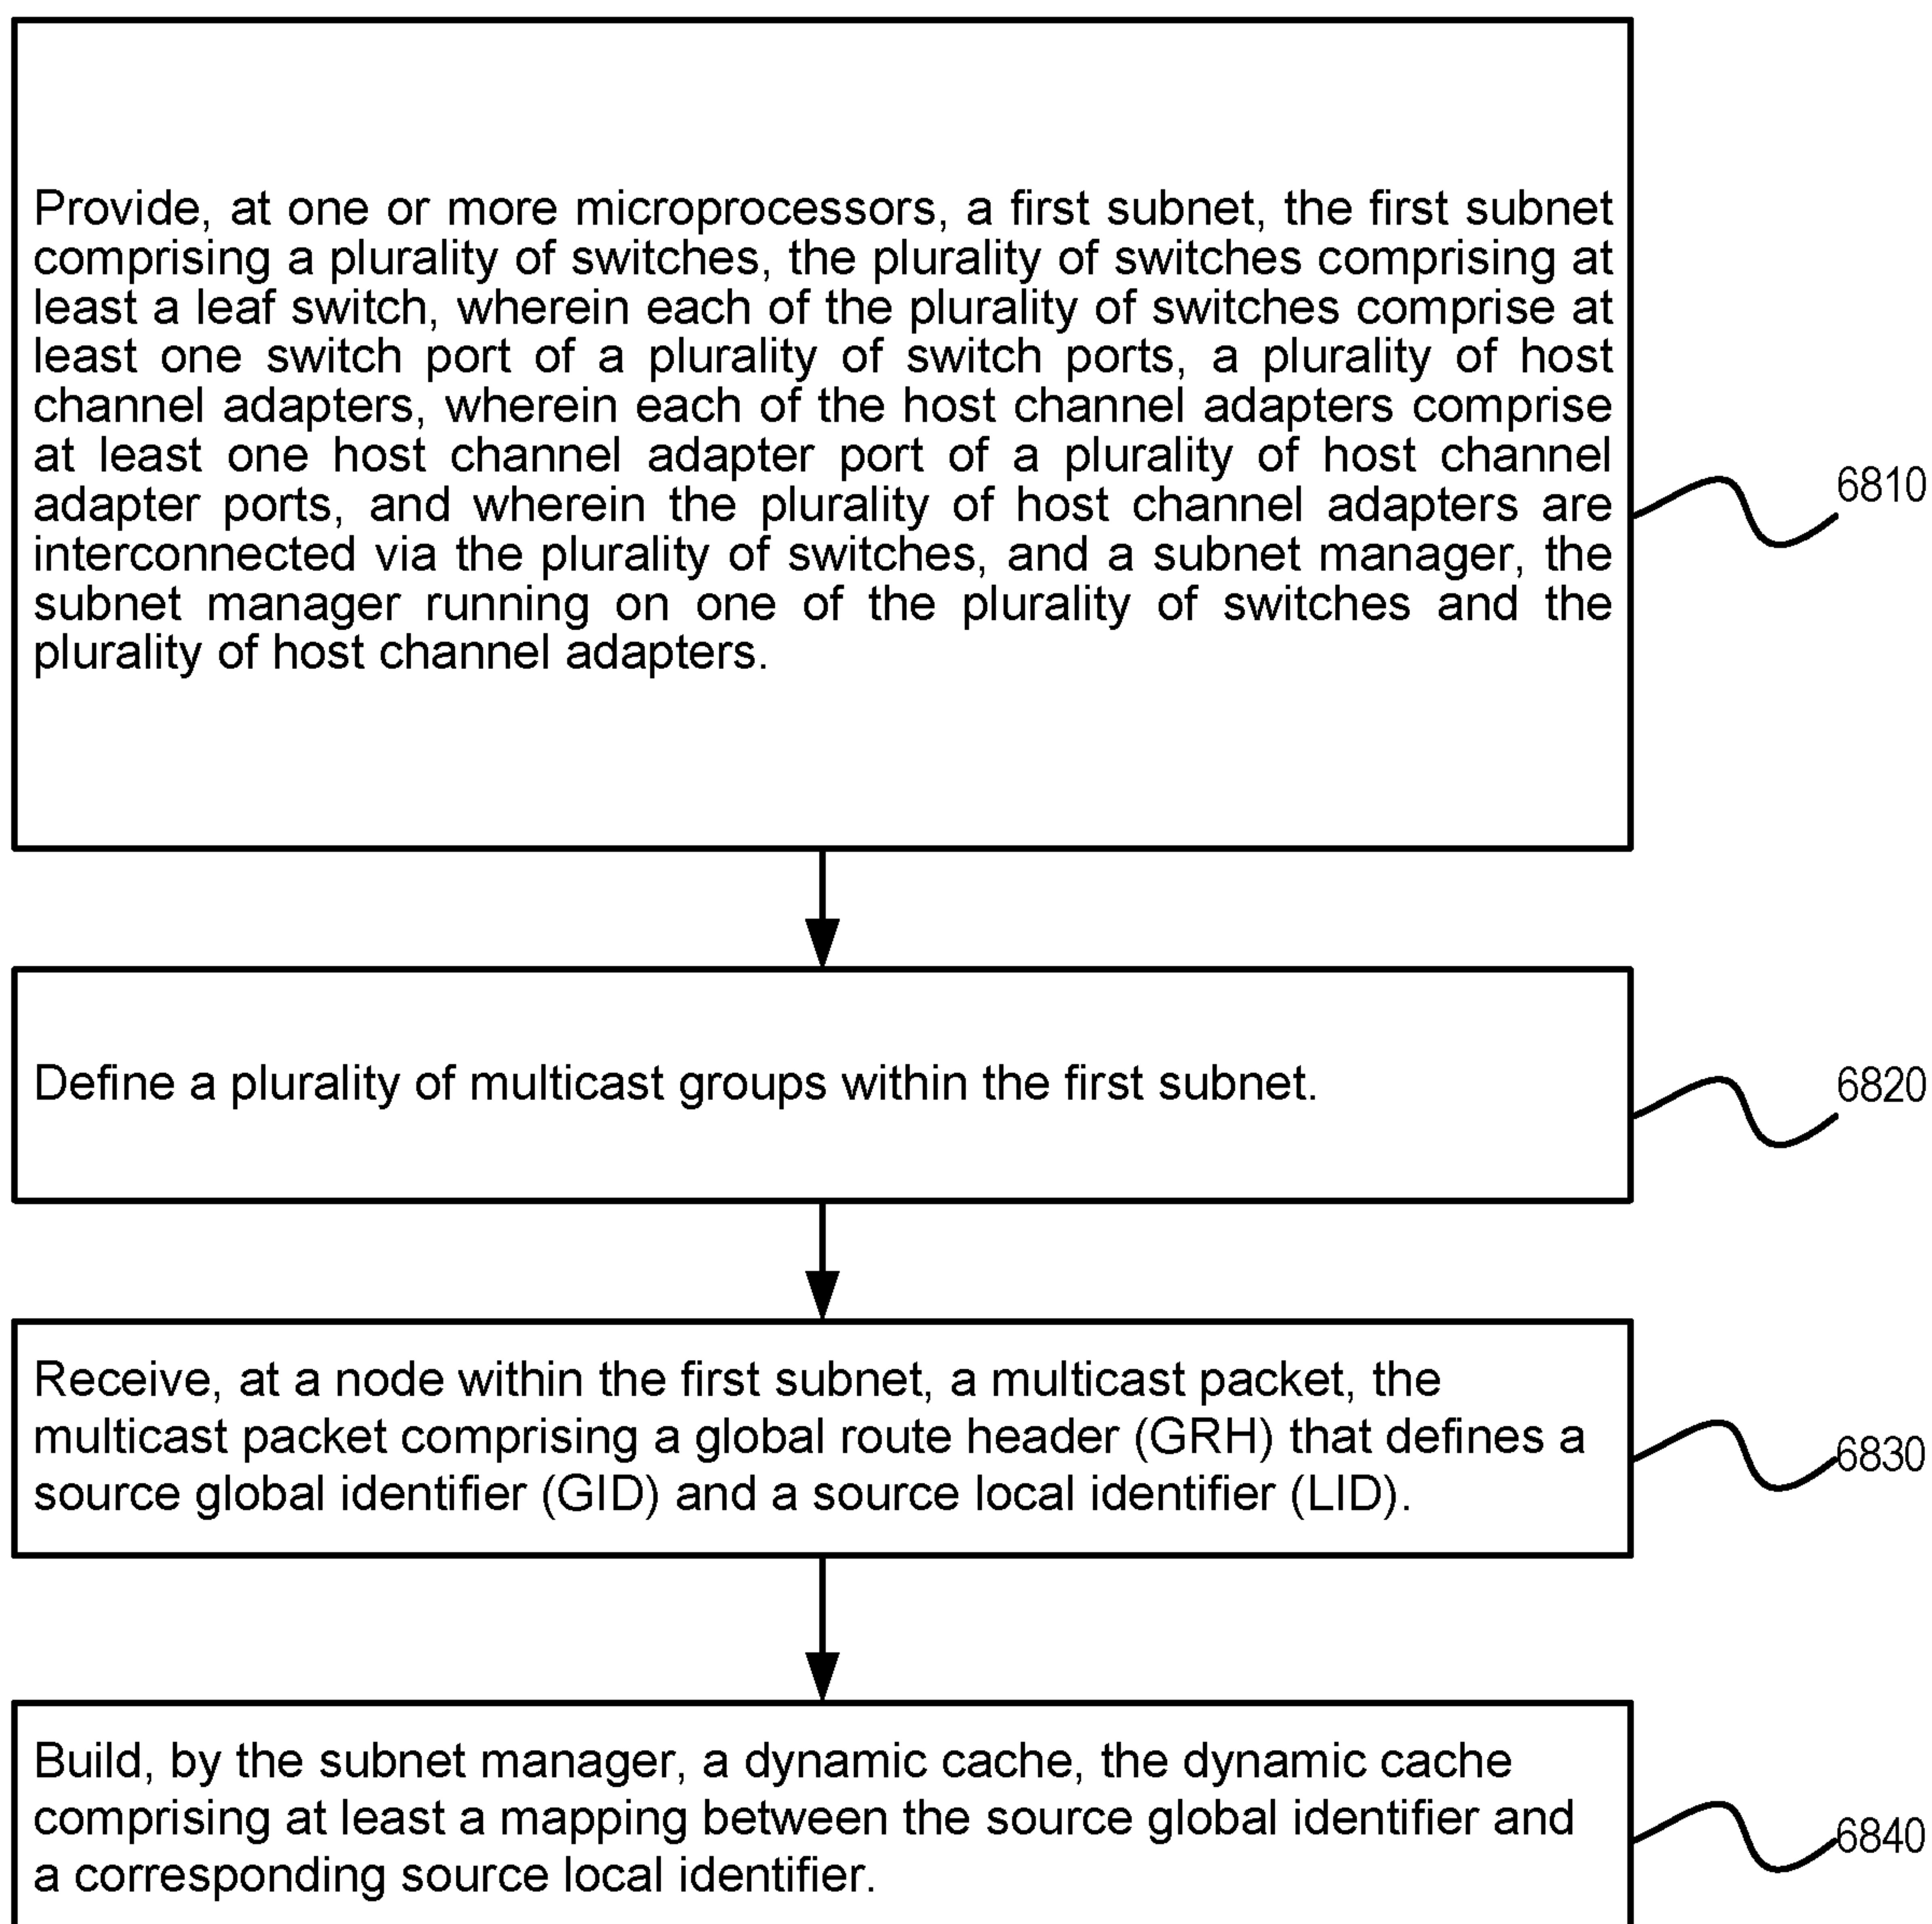 Provide, at one or more microprocessors, a first subnet, the first subnet
comprising a plurality of switches, the plurality of switches comprising at
least a leaf switch, wherein each of the plurality of switches comprise at
least one switch port of a plurality of switch ports, a plurality of host
channel adapters, wherein each of the host channel adapters comprise
at least one host channel adapter port of a plurality of host channel
adapter ports, and wherein the plurality of host channel adapters are
interconnected via the plurality of switches, and a subnet manager, the
subnet manager running on one of the plurality of switches and the
plurality of host channel adapters.
6810
Define a plurality of multicast groups within the first subnet.
6820
Receive, at a node within the first subnet, a multicast packet, the
multicast packet comprising a global route header (GRH) that defines a
source global identifier (GID) and a source local identifier (LID).
6830
Build, by the subnet manager, a dynamic cache, the dynamic cache
comprising at least a mapping between the source global identifier and
a corresponding source local identifier.
6840